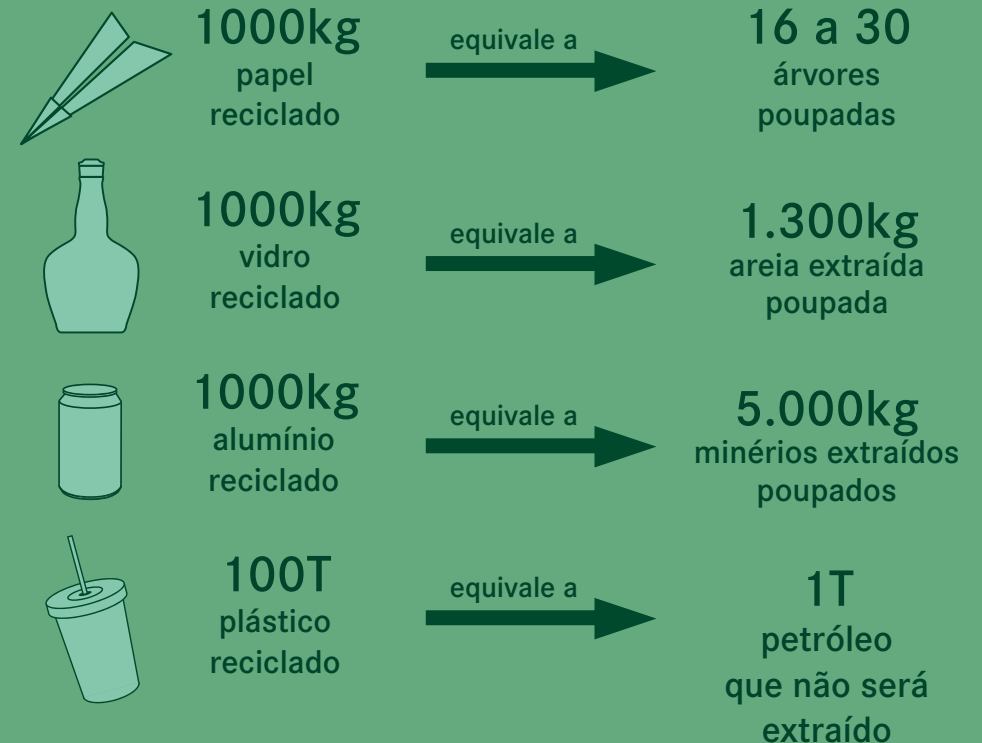 1000kg
papel
reciclado
equivale a
16 a 30
árvores
poupadas
1000kg
vidro
reciclado
equivale a
1.300kg
areia extraída
poupada
1000kg
alumínio
reciclado
equivale a
5.000kg
minérios extraídos
poupados
100T
plástico
reciclado
equivale a
1T
petróleo
que não será
extraído